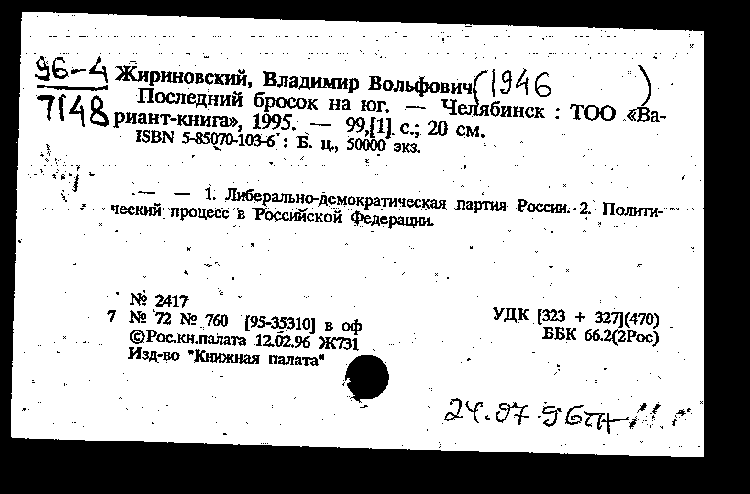 96-4
7148
Жириновский, Владимир Вольфович (1946 )
Последний бросок на юг. — Челябинск : ТОО «Ва-
риант-книга», 1995. — 99,[1] с.; 20 см.
ISBN 5-85070-103-6 : Б. ц., 50000 экз.
— — 1. Либерально-демократическая партия России. 2. Полити-
ческий процесс в Российской Федерации.
№ 2417
7 № 72 № 760 [95-35310] в оф
©Рос.кн.палата 12.02.96 Ж731
Изд-во "Книжная палата"
УДК [323 + 327](470)
ББК 66.2(2Рос)
24.07.96